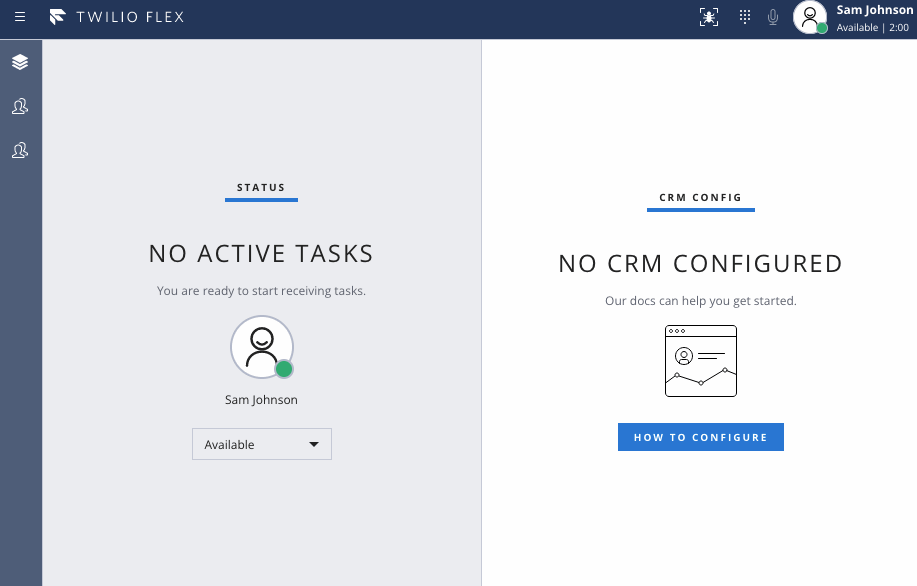 TWILIO FLEX
Sam Johnson
Available | 2:00
STATUS
NO ACTIVE TASKS
You are ready to start receiving tasks.
Sam Johnson
Available
CRM CONFIG
NO CRM CONFIGURED
Our docs can help you get started.
HOW TO CONFIGURE